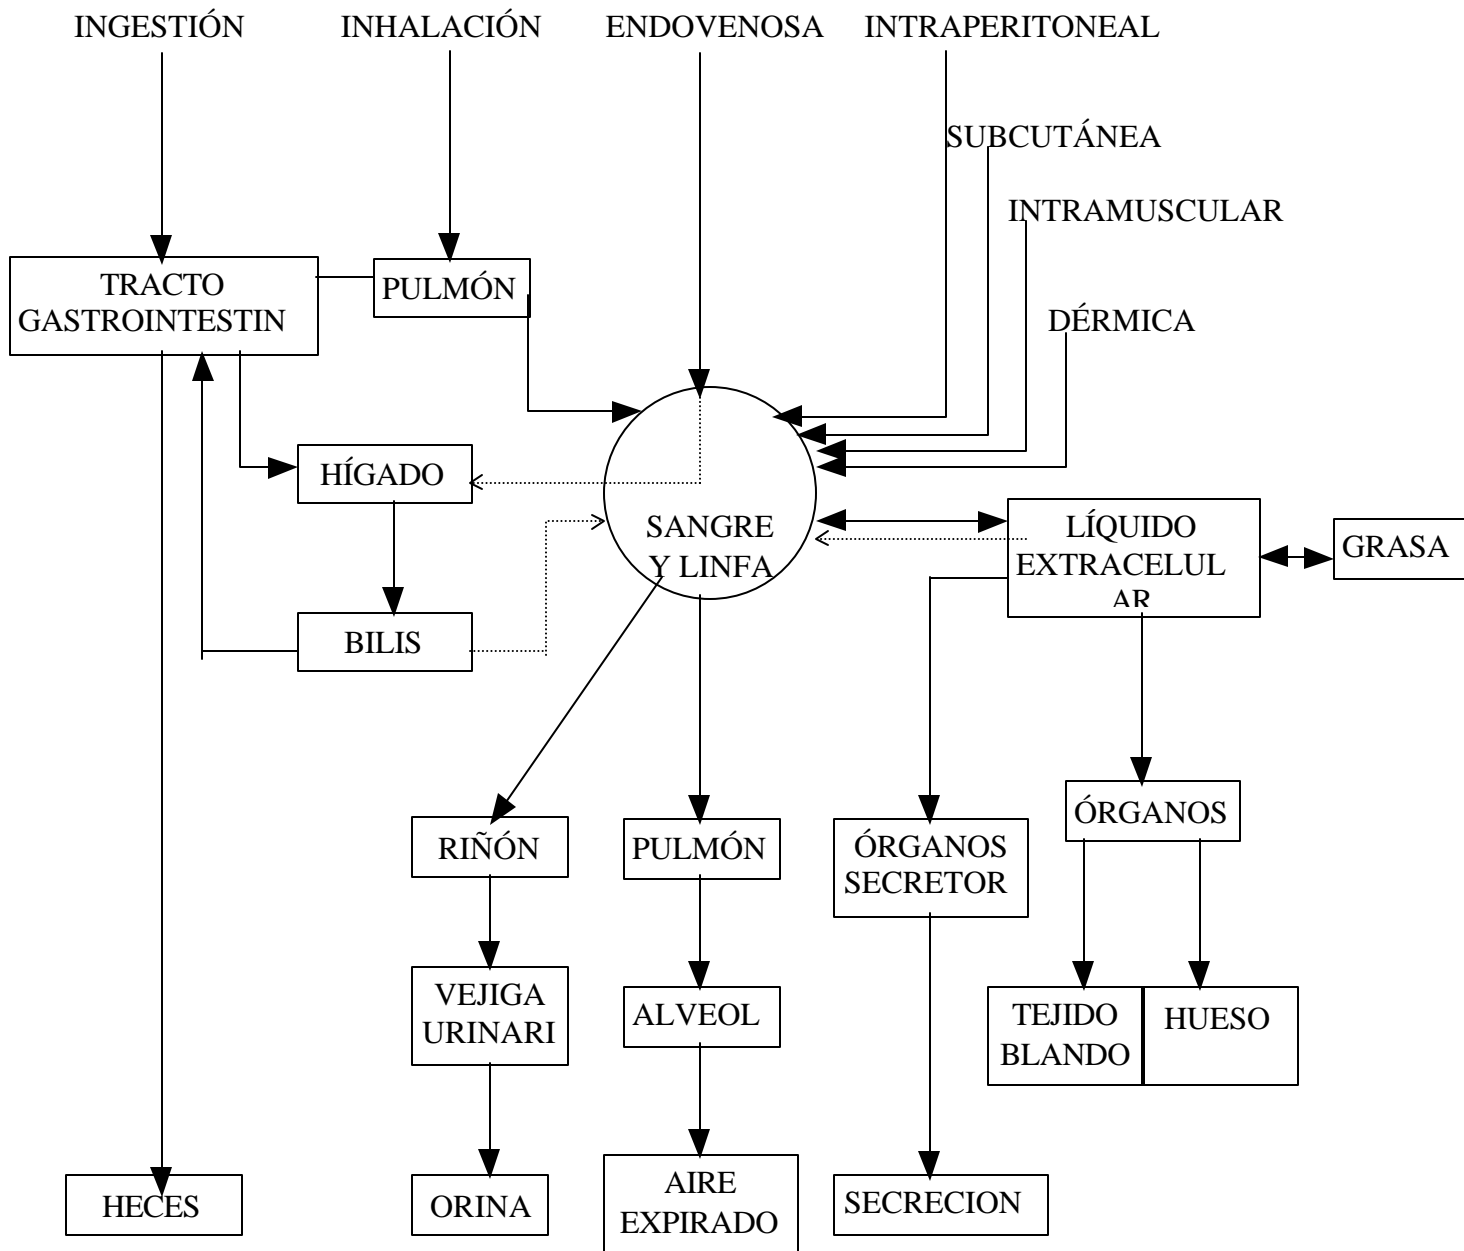 INGESTIÓN INHALACIÓN ENDOVENOSA INTRAPERITONEAL
SUBCUTÁNEA
INTRAMUSCULAR
DÉRMICA
TRACTO
GASTROINTESTIN
PULMÓN
HÍGADO
BILIS
SANGRE
Y LINFA
LÍQUIDO
EXTRACELUL
AR
GRASA
RIÑÓN
PULMÓN
ÓRGANOS
SECRETOR
ÓRGANOS
VEJIGA
URINARI
ALVEOL
TEJIDO
BLANDO
HUESO
HECES
ORINA
AIRE
EXPIRADO
SECRECION